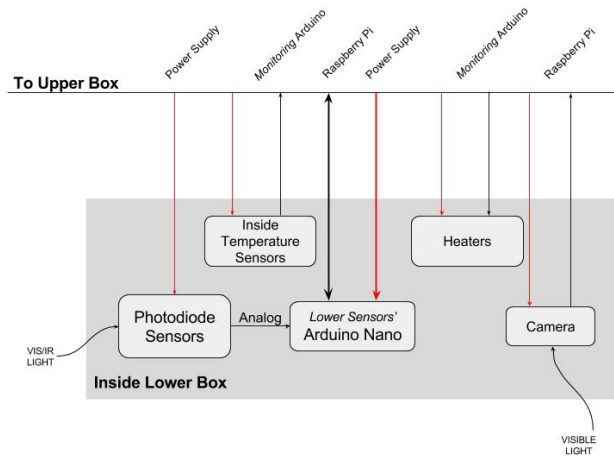 Power Supply
Monitoring Arduino
Raspberry Pi
Power Supply
Monitoring Arduino
Raspberry Pi
To Upper Box
Inside
Temperature
Sensors
Heaters
Photodiode
Sensors
Analog
Lower Sensors'
Arduino Nano
Camera
VIS/IR
LIGHT
Inside Lower Box
VISIBLE
LIGHT